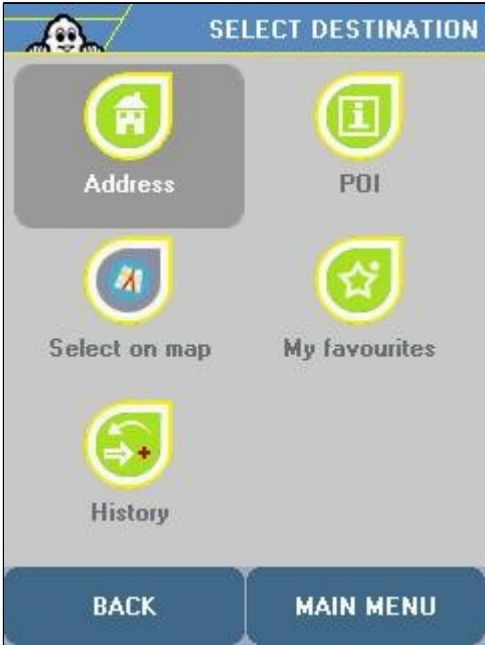 SELECT DESTINATION
Address
POI
Select on map
My favourites
History
BACK
MAIN MENU